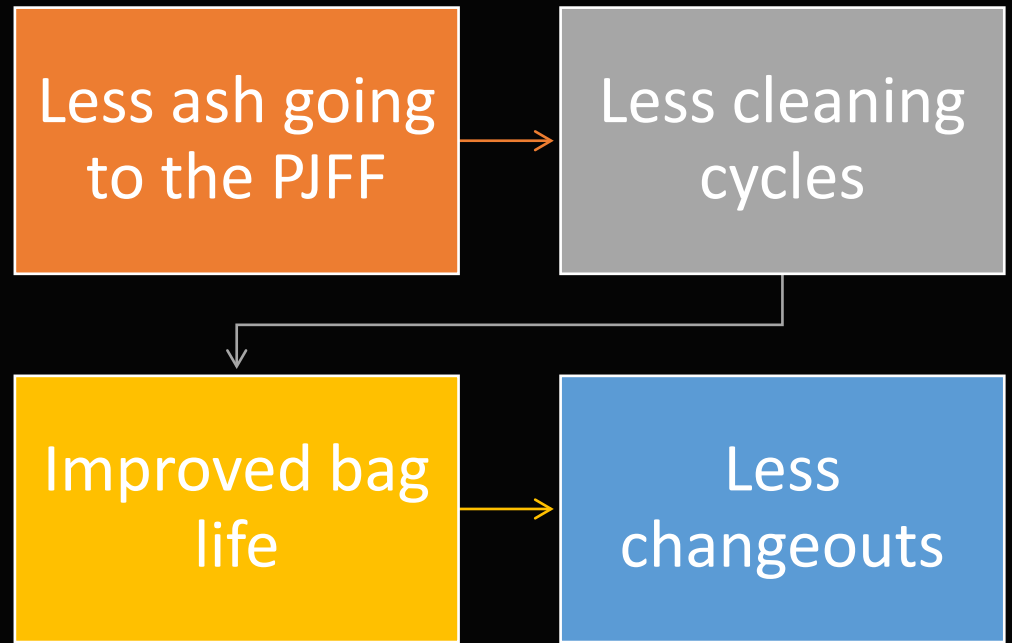 Less ash going
to the PJFF
Less cleaning
cycles
Improved bag
life
Less
changeouts